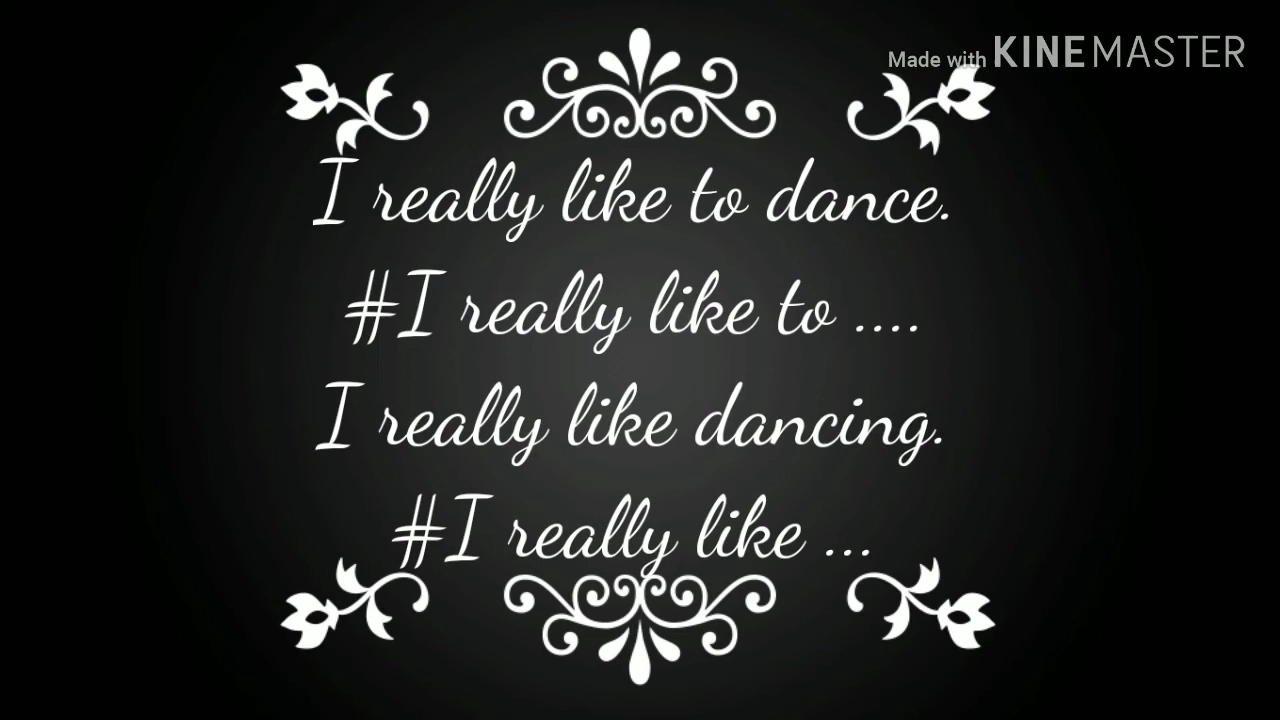 Made with KINEMASTER
I really like to dance.
#I really like to ....
I really like dancing.
#I really like ...